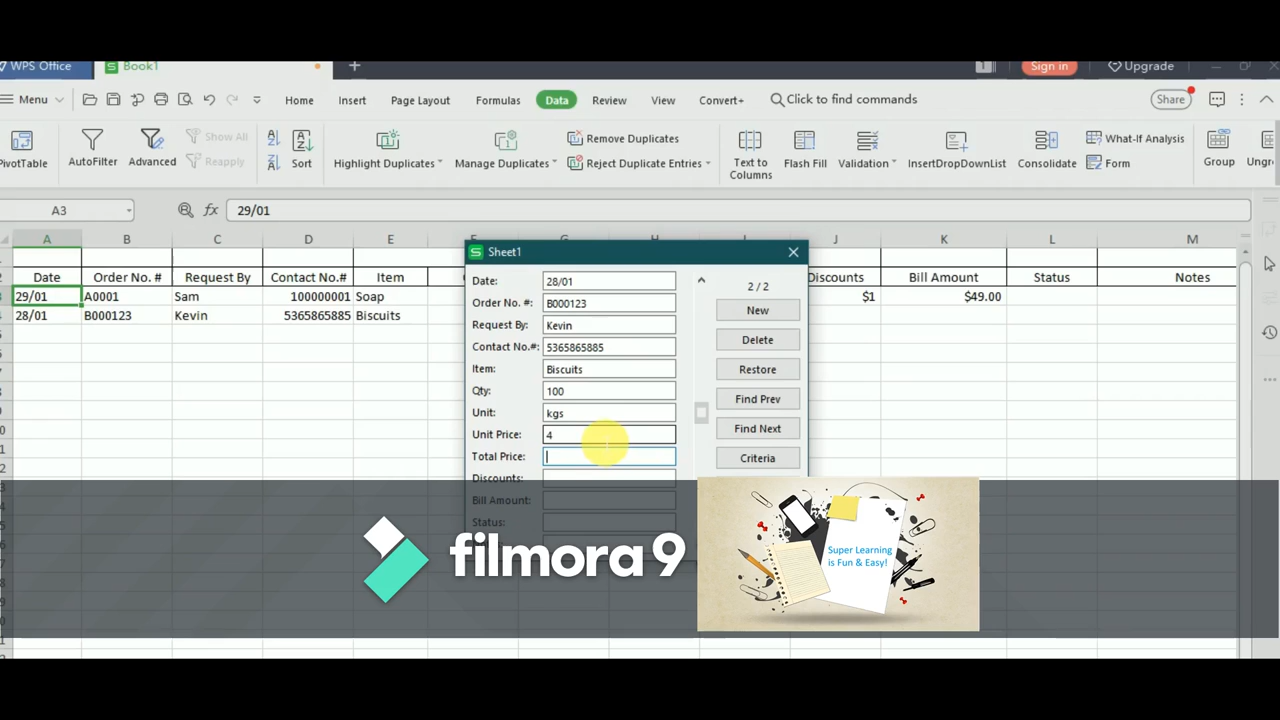 WPS Office
Book1
1
Sign in
Upgrade
Menu
Home
Insert
Page Layout
Formulas
Data
Review
View
Convert+
Click to find commands
Share
PivotTable
AutoFilter
Advanced
Show All
Reapply
Sort
Highlight Duplicates
Manage Duplicates
Remove Duplicates
Reject Duplicate Entries
Text to
Columns
Flash Fill
Validation
InsertDropDownList
Consolidate
What-If Analysis
Form
Group
A3
fx
29/01
A B C D E J K L M
Date Order No. # Request By Contact No.# Item Discounts Bill Amount Status Notes
29/01 A0001 Sam 100000001 Soap $1 $49.00
28/01 B000123 Kevin 5365865885 Biscuits
Sheet1
Date: 28/01
Order No. #: B000123
Request By: Kevin
Contact No.#: 5365865885
Item: Biscuits
Qty: 100
Unit: kgs
Unit Price: 4
Total Price:
Discounts:
Bill Amount:
Status:
2 / 2
New
Delete
Restore
Find Prev
Find Next
Criteria
filmora 9
Super Learning
is Fun & Easy!